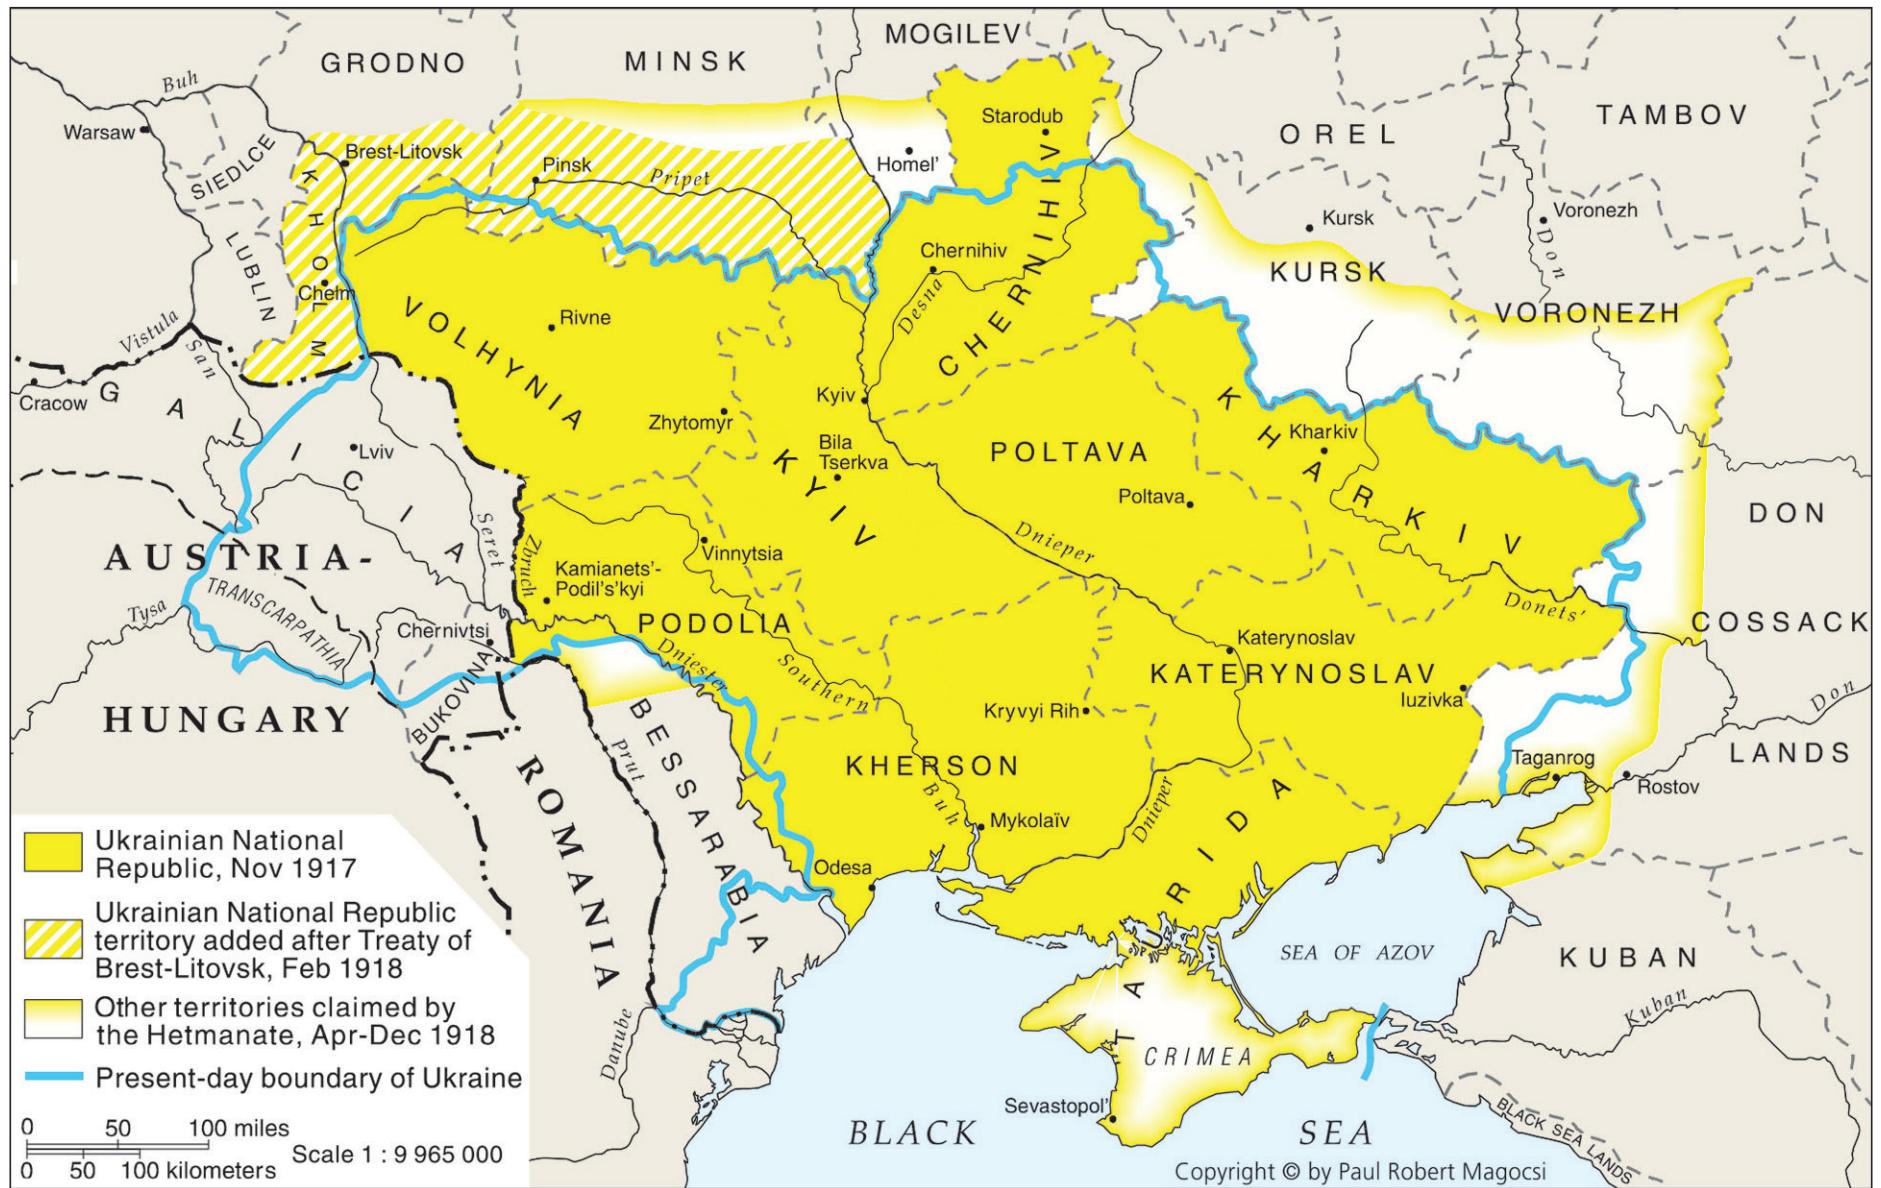 GRODNO
MINSK
MOGILEV
Buh
Warsaw
SIEDLCE
KHOLM
Brest-Litovsk
Pinsk
Pripet
Homel'
Starodub
OREL
TAMBOV
LUBLIN
Chełm
Vistula
San
Cracow
VOLHYNIA
Rivne
Chernihiv
Desna
CHERNIHIV
Kursk
KURSK
Voronezh
Don
VORONEZH
GALICIA
Lviv
Seret
Zbruch
Zhytomyr
Kyiv
Bila
Tserkva
KYIV
POLTAVA
Poltava
Kharkiv
KHARKIV
DON
COSSACK
LANDS
AUSTRIA-
HUNGARY
TRANSCARPATHIA
Tysa
Chernivtsi
BUKOVINA
Kamianets'-
Podil's'kyi
Vinnytsia
PODOLIA
Dniester
Southern
Buh
Dnieper
Donets'
Katerynoslav
KATERYNOSLAV
Iuzivka
Kryvyi Rih
KHERSON
Dnieper
Mykolaïv
Odesa
Taganrog
Rostov
Don
ROMANIA
Prut
BESSARABIA
Danube
TAURIDA
SEA OF AZOV
KUBAN
Kuban
CRIMEA
Sevastopol'
BLACK SEA LANDS
BLACK SEA
Ukrainian National
Republic, Nov 1917
Ukrainian National Republic
territory added after Treaty of
Brest-Litovsk, Feb 1918
Other territories claimed by
the Hetmanate, Apr-Dec 1918
Present-day boundary of Ukraine
0 50 100 miles
0 50 100 kilometers
Scale 1 : 9 965 000
Copyright © by Paul Robert Magocsi